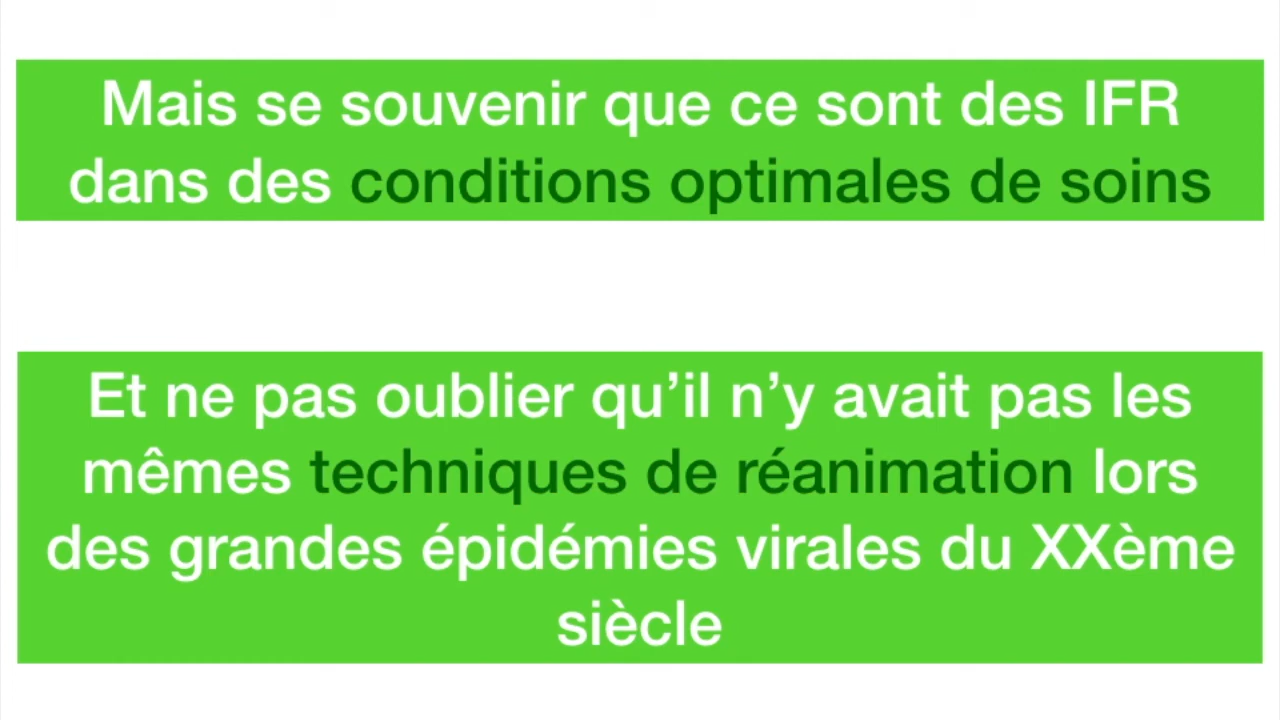 Mais se souvenir que ce sont des IFR
dans des conditions optimales de soins
Et ne pas oublier qu’il n’y avait pas les
mêmes techniques de réanimation lors
des grandes épidémies virales du XXème
siècle